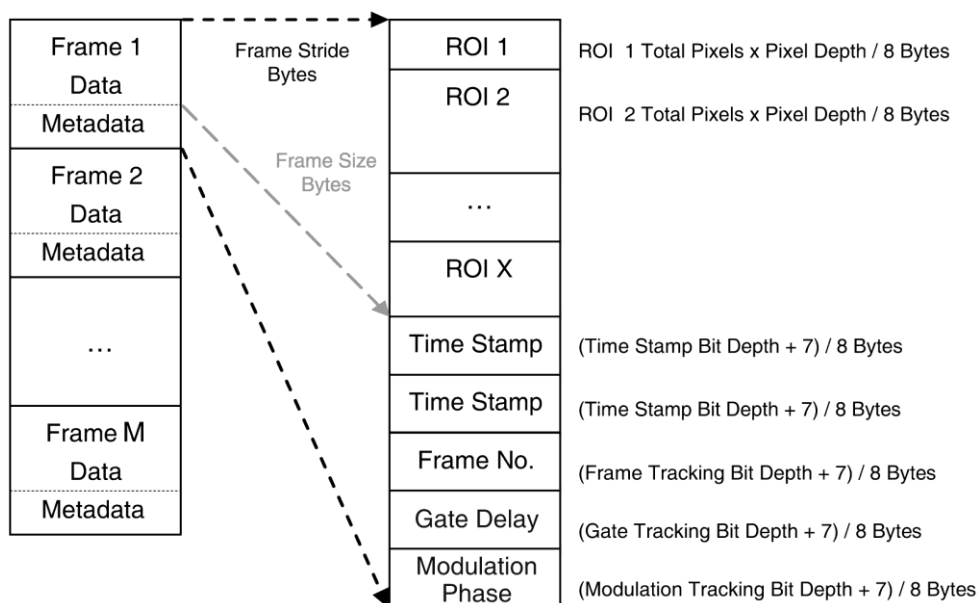 Frame 1
Data
Metadata
Frame 2
Data
Metadata
...
Frame M
Data
Metadata
Frame Stride
Bytes
Frame Size
Bytes
ROI 1
ROI 2
...
ROI X
Time Stamp
Time Stamp
Frame No.
Gate Delay
Modulation
Phase
ROI 1 Total Pixels x Pixel Depth / 8 Bytes
ROI 2 Total Pixels x Pixel Depth / 8 Bytes
(Time Stamp Bit Depth + 7) / 8 Bytes
(Time Stamp Bit Depth + 7) / 8 Bytes
(Frame Tracking Bit Depth + 7) / 8 Bytes
(Gate Tracking Bit Depth + 7) / 8 Bytes
(Modulation Tracking Bit Depth + 7) / 8 Bytes